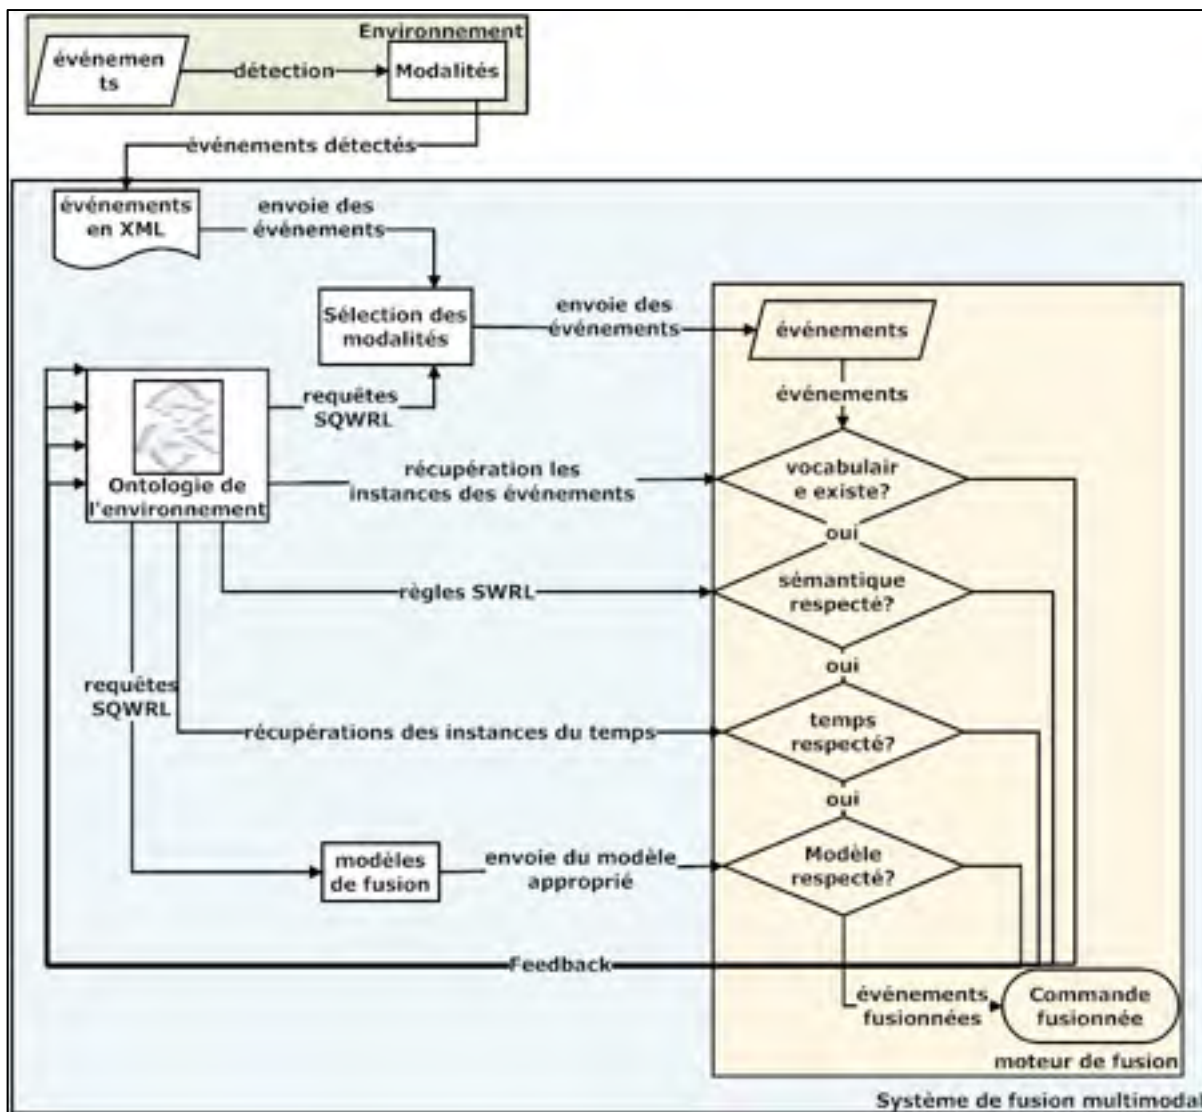 Environnement
événemen
ts
détection
Modalités
événements détectés
événements
en XML
envoie des
événements
Sélection des
modalités
envoie des
événements
événements
événements
requêtes
SQWRL
Ontologie de
l'environnement
récupération les
instances des événements
vocabulair
e existe?
oui
règles SWRL
sémantique
respecté?
oui
requêtes
SQWRL
récupérations des instances du temps
temps
respecté?
oui
modèles
de fusion
envoie du modèle
approprié
Modèle
respecté?
Feedback
événements
fusionnées
Commande
fusionnée
moteur de fusion
Système de fusion multimodal